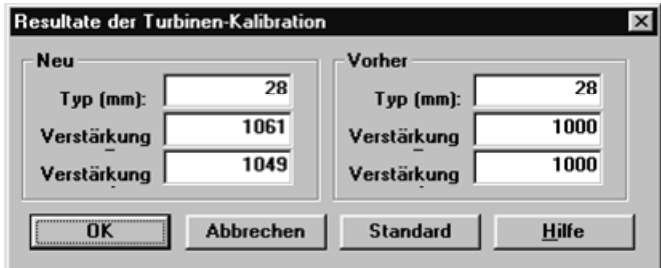 Resultate der Turbinen-Kalibration
Neu
Typ (mm): 28
Verstärkung 1061
Verstärkung 1049
Vorher
Typ (mm): 28
Verstärkung 1000
Verstärkung 1000
OK Abbrechen Standard Hilfe